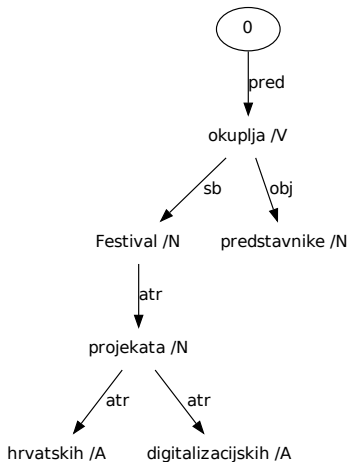 0
pred
okuplja /V
sb obj
Festival /N predstavnike /N
atr
projekata /N
atr atr
hrvatskih /A digitalizacijskih /A